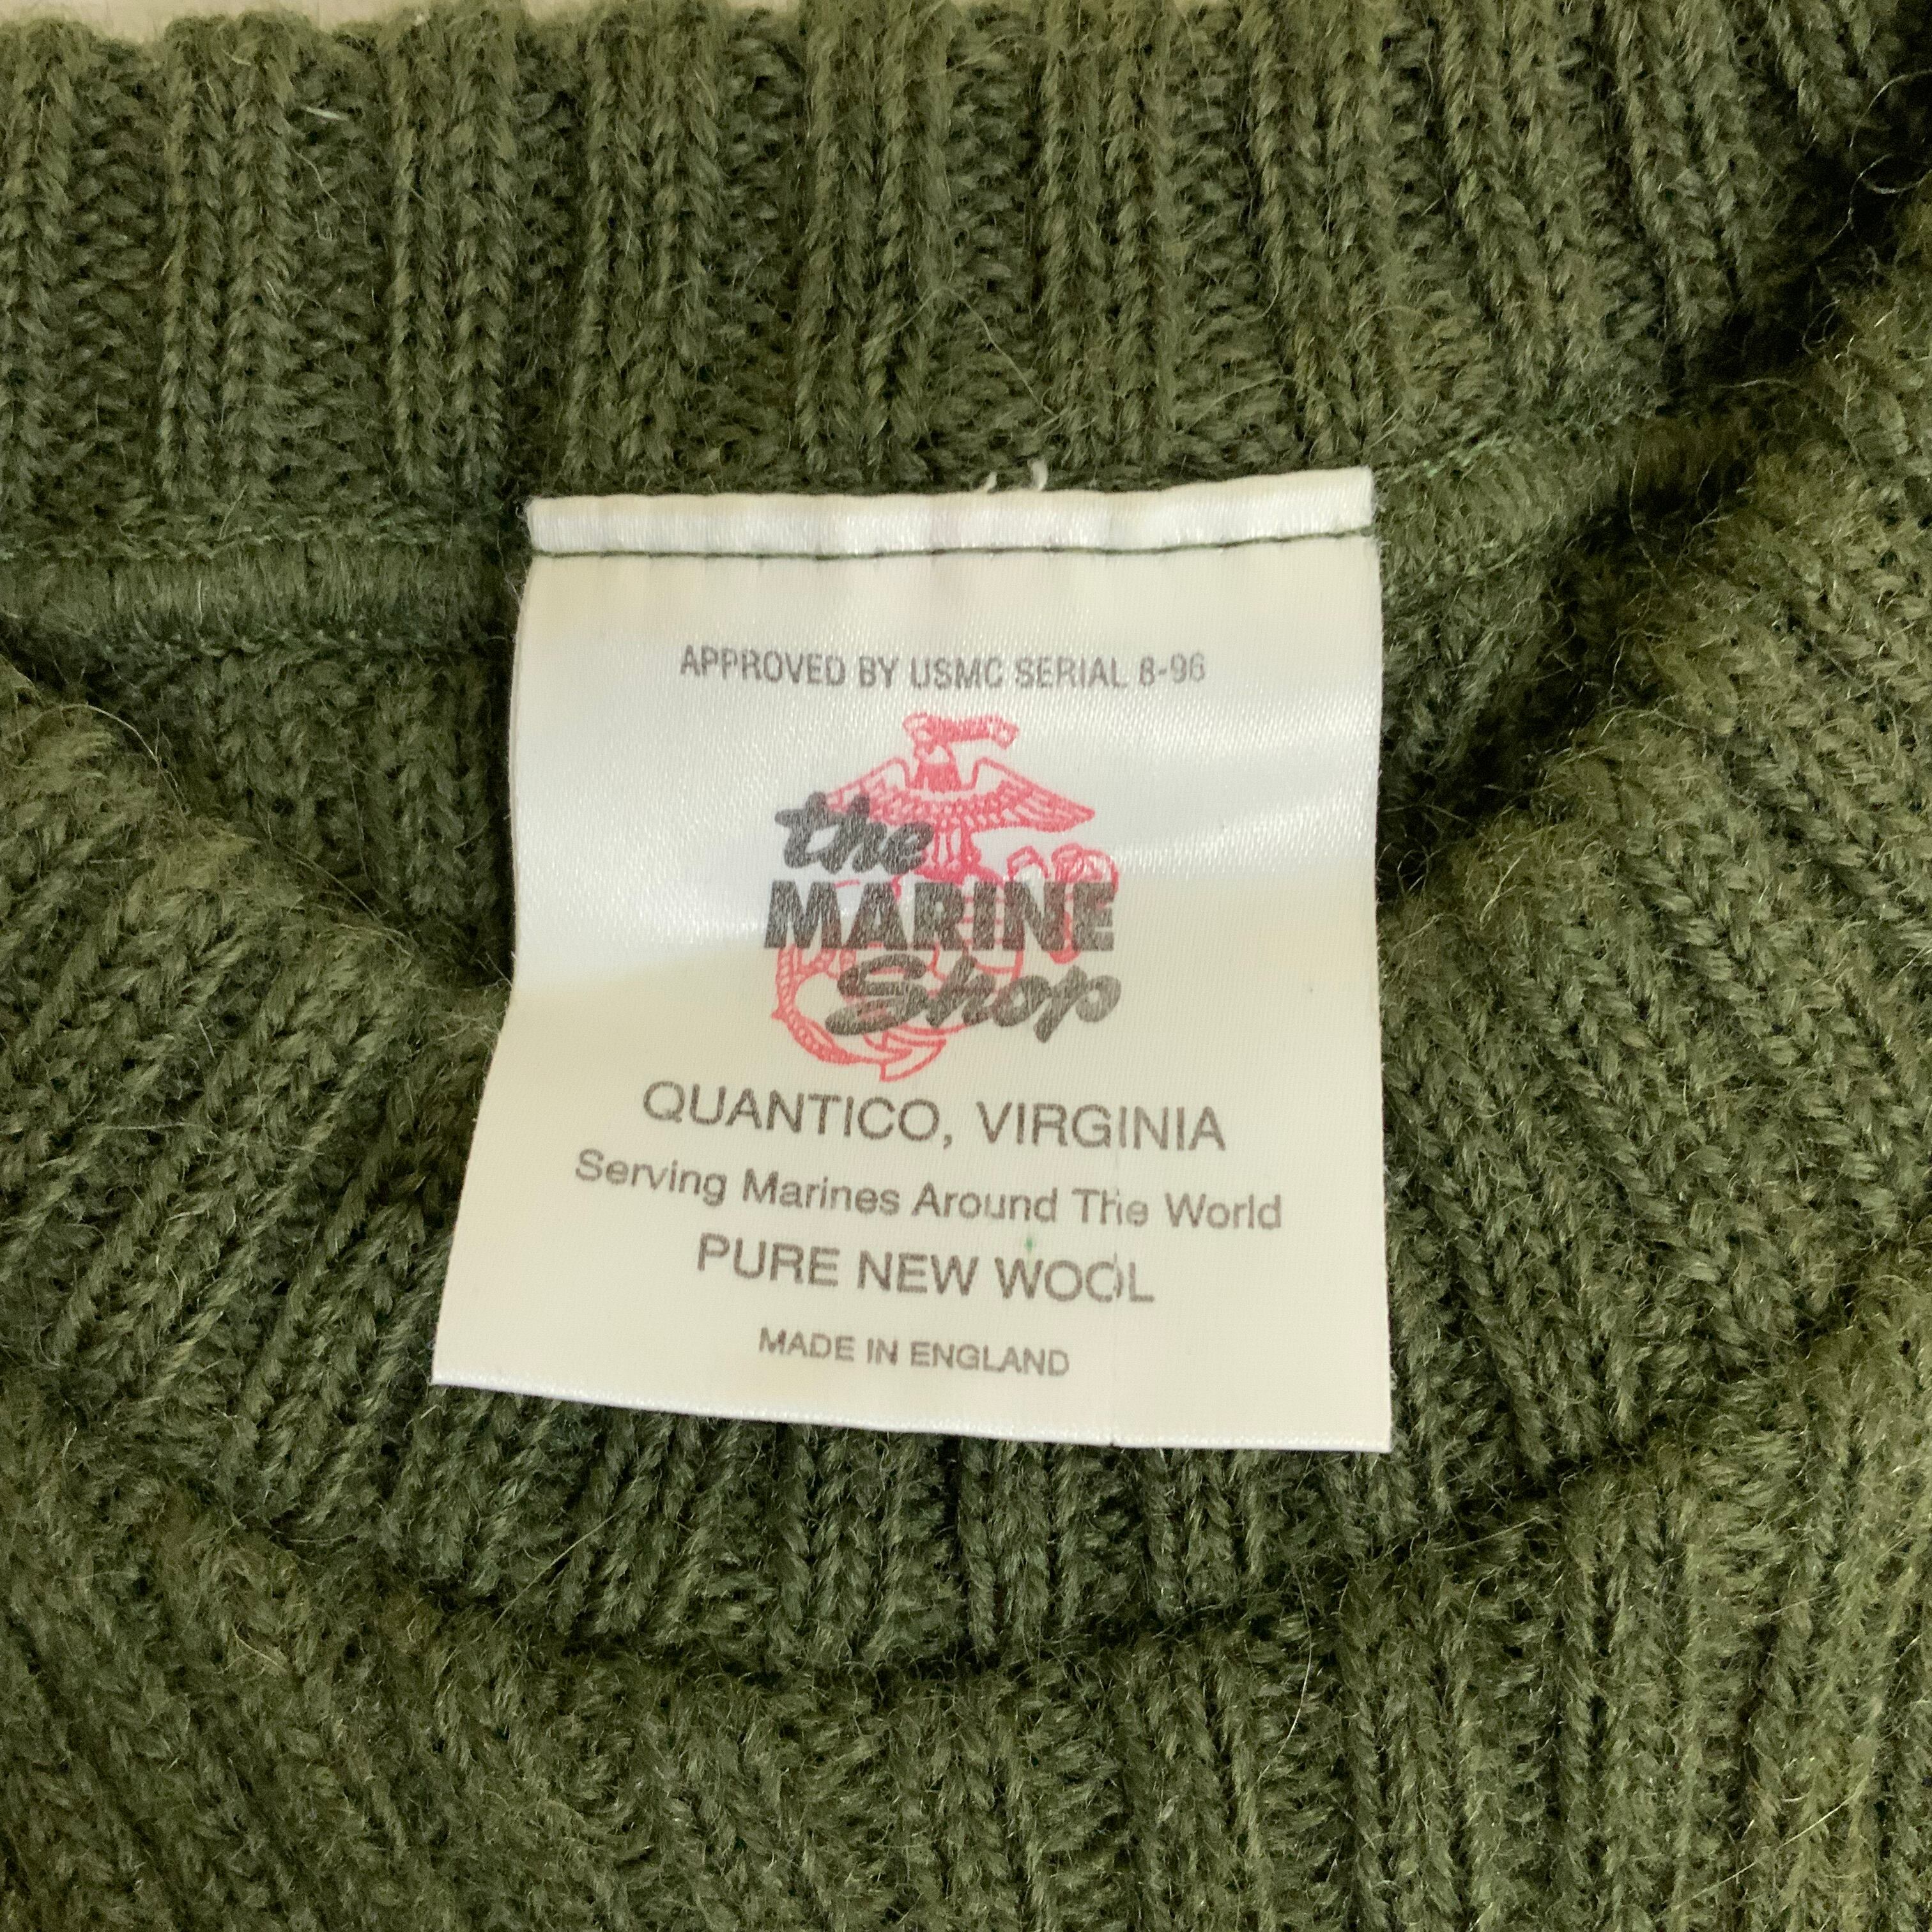 APPROVED BY USMC SERIAL 8-96
the
MARINE
Shop
QUANTICO, VIRGINIA
Serving Marines Around The World
PURE NEW WOOL
MADE IN ENGLAND